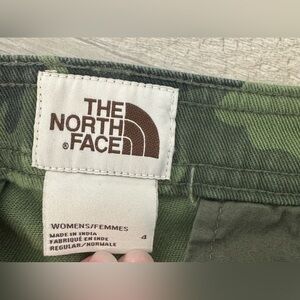 THE
NORTH
®FACE
WOMENS/FEMMES
MADE IN INDIA 4
FABRIQUÉ EN INDE
REGULAR/NORMALE